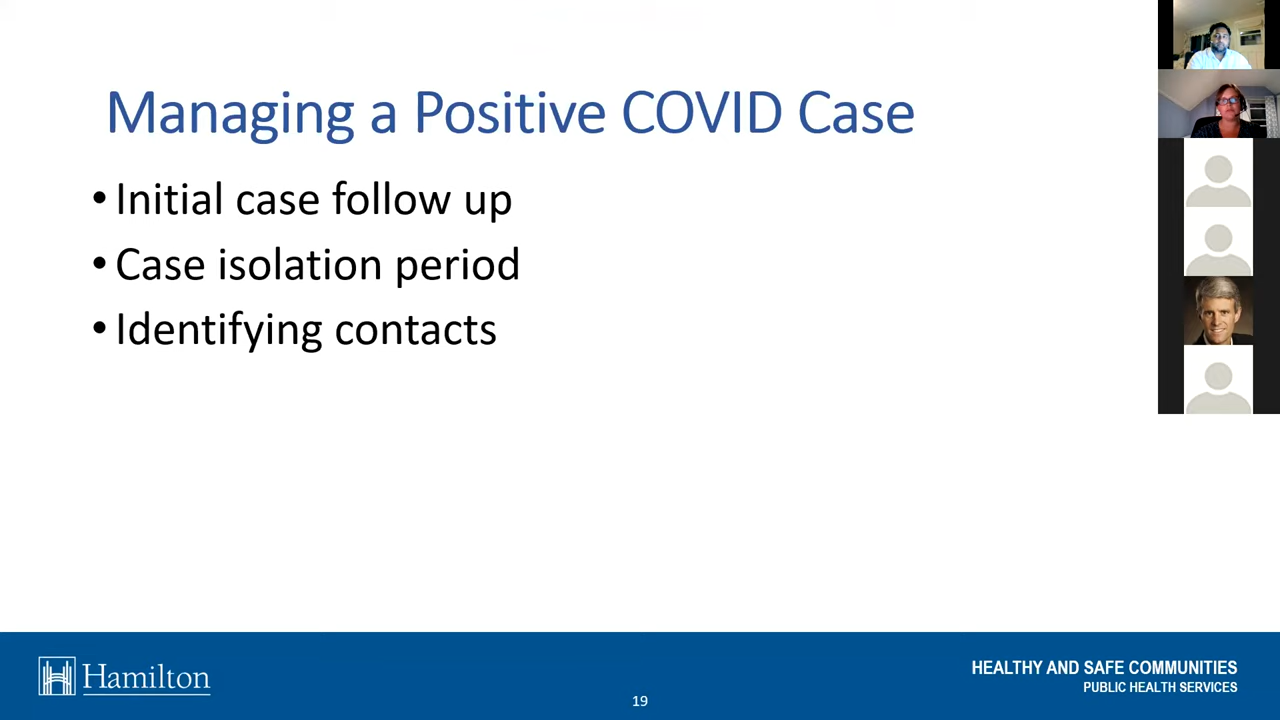 Managing a Positive COVID Case
• Initial case follow up
• Case isolation period
• Identifying contacts
Hamilton
19
HEALTHY AND SAFE COMMUNITIES
PUBLIC HEALTH SERVICES